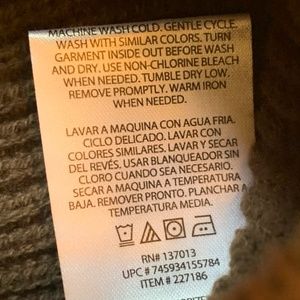 MACHINE WASH COLD. GENTLE CYCLE.
WASH WITH SIMILAR COLORS. TURN
GARMENT INSIDE OUT BEFORE WASH
AND DRY. USE NON-CHLORINE BLEACH
WHEN NEEDED. TUMBLE DRY LOW.
REMOVE PROMPTLY. WARM IRON
WHEN NEEDED.
LAVAR A MAQUINA CON AGUA FRIA.
CICLO DELICADO. LAVAR CON
COLORES SIMILARES. LAVAR Y SECAR
DEL REVÉS. USAR BLANQUEADOR SIN
CLORO CUANDO SEA NECESARIO.
SECAR A MAQUINA A TEMPERATURA
BAJA. REMOVER PRONTO. PLANCHAR A
TEMPERATURA MEDIA.
RN# 137013
UPC # 745934155784
ITEM # 227186